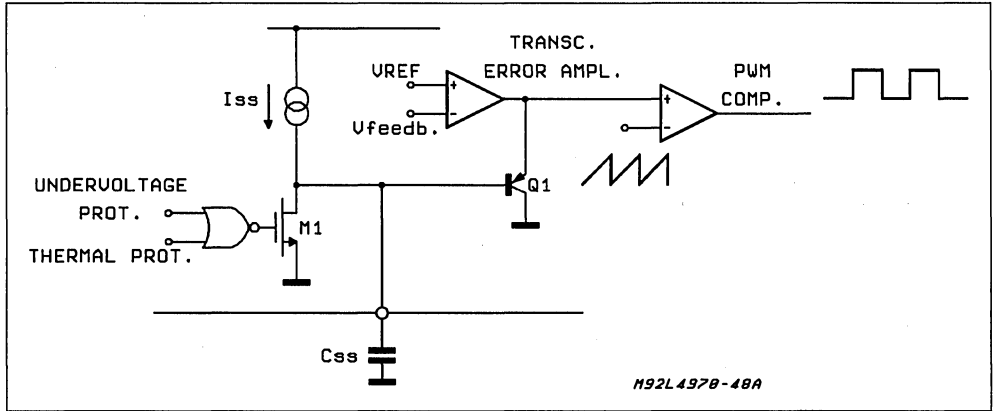 TRANSC.
ERROR AMPL.
PWM
COMP.
VREF
+
-
Vfeedb.
+
-
Iss
Q1
UNDERVOLTAGE
PROT.
M1
THERMAL PROT.
Css
M92L4970-48A